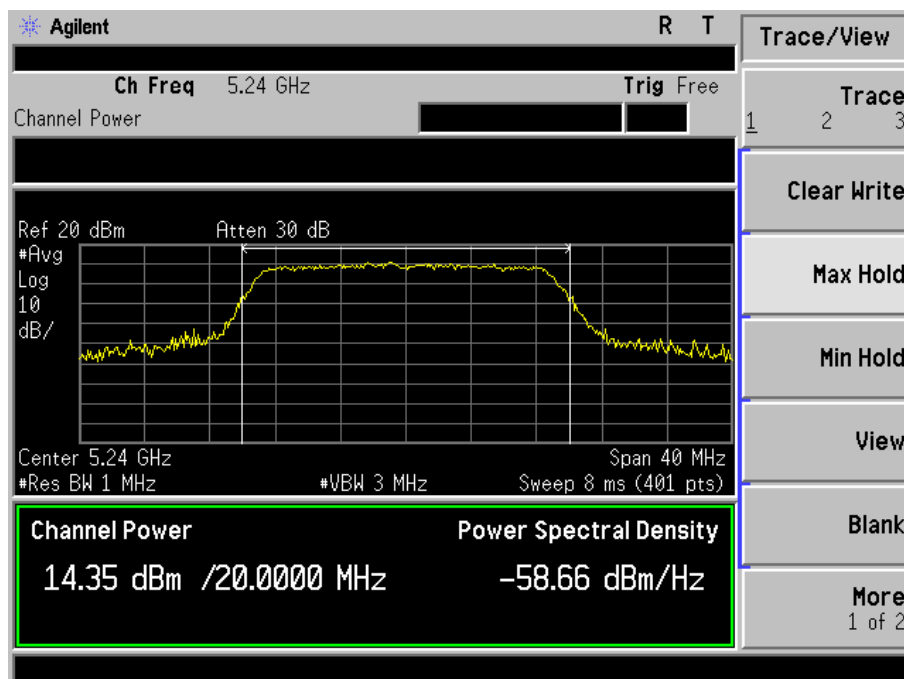 Agilent
R T
Trace/View
Ch Freq 5.24 GHz
Trig Free
Channel Power
Trace
1 2 3
Clear Write
Ref 20 dBm
Atten 30 dB
#Avg
Log
10
dB/
Max Hold
Min Hold
View
Center 5.24 GHz
Span 40 MHz
#Res BW 1 MHz
#VBW 3 MHz
Sweep 8 ms (401 pts)
Blank
Channel Power
Power Spectral Density
14.35 dBm /20.0000 MHz
-58.66 dBm/Hz
More
1 of 2